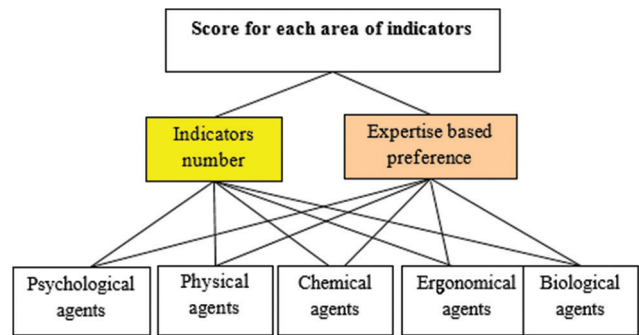 Score for each area of indicators
Indicators
number
Expertise based
preference
Psychological
agents
Physical
agents
Chemical
agents
Ergonomical
agents
Biological
agents